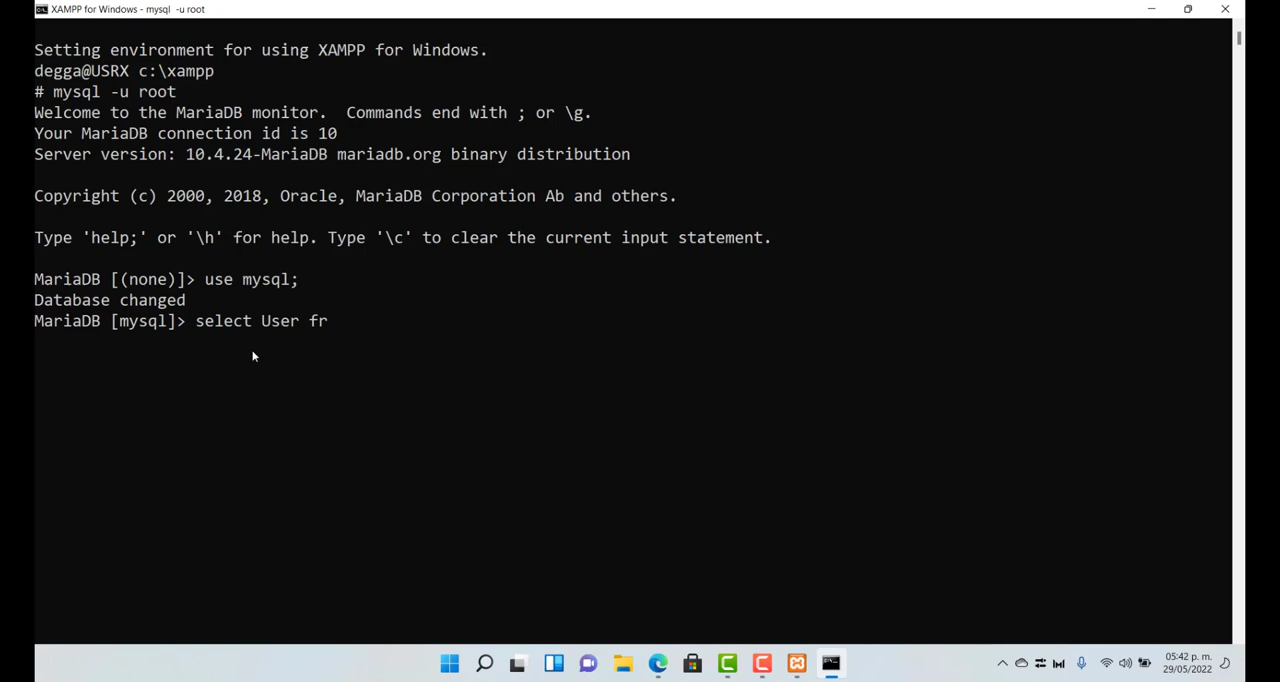 XAMPP for Windows - mysql  -u root
Setting environment for using XAMPP for Windows.
degga@USRX c:\xampp
# mysql -u root
Welcome to the MariaDB monitor.  Commands end with ; or \g.
Your MariaDB connection id is 10
Server version: 10.4.24-MariaDB mariadb.org binary distribution
Copyright (c) 2000, 2018, Oracle, MariaDB Corporation Ab and others.
Type 'help;' or '\h' for help. Type '\c' to clear the current input statement.
MariaDB [(none)]> use mysql;
Database changed
MariaDB [mysql]> select User fr
05:42 p. m.
29/05/2022